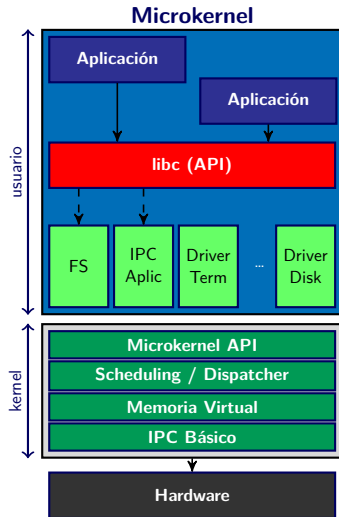 Microkernel
usuario
Aplicación
Aplicación
libc (API)
FS
IPC
Aplic
Driver
Term
...
Driver
Disk
kernel
Microkernel API
Scheduling / Dispatcher
Memoria Virtual
IPC Básico
Hardware